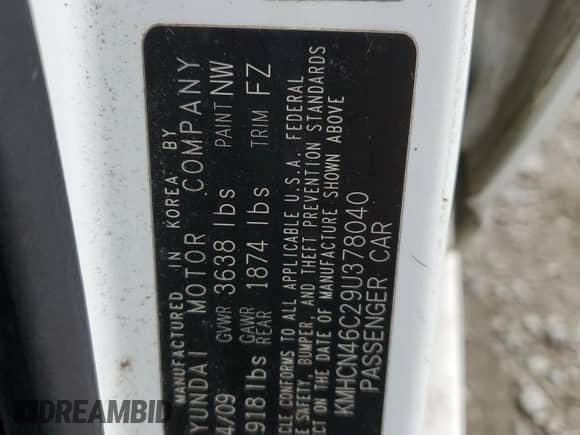 MANUFACTURED IN KOREA BY
YUNDAI MOTOR COMPANY
4/09 GVWR 3638 lbs PAINT NW
918 lbs GAWR REAR 1874 lbs TRIM FZ
CLE CONFORMS TO ALL APPLICABLE U.S.A. FEDERAL
E SAFETY, BUMPER, AND THEFT PREVENTION STANDARDS
CT ON THE DATE OF MANUFACTURE SHOWN ABOVE
KMHCN46C29U378040
PASSENGER CAR
DREAMBID